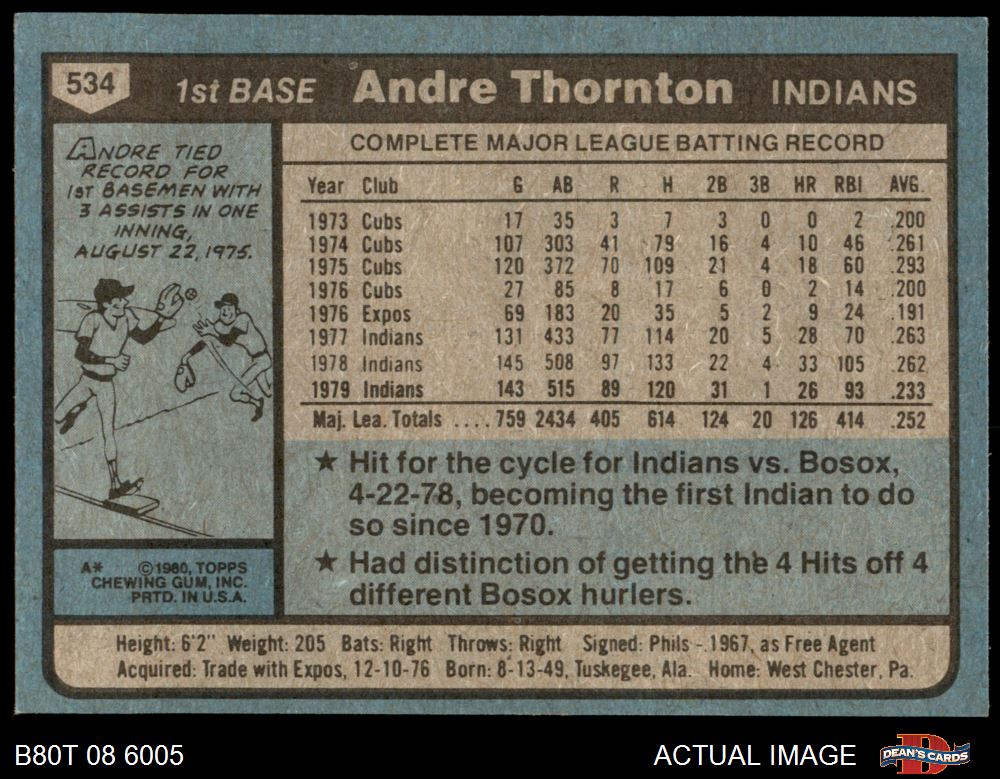 534
1st BASE Andre Thornton INDIANS
ANDRE TIED
RECORD FOR
1ST BASEMEN WITH
3 ASSISTS IN ONE
INNING,
AUGUST 22, 1975.
COMPLETE MAJOR LEAGUE BATTING RECORD
Year Club G AB R H 2B 3B HR RBI AVG.
1973 Cubs 17 35 3 7 3 0 0 2 .200
1974 Cubs 107 303 41 79 16 4 10 46 .261
1975 Cubs 120 372 70 109 21 4 18 60 .293
1976 Cubs 27 85 8 17 6 0 2 14 .200
1976 Expos 69 183 20 35 5 2 9 24 .191
1977 Indians 131 433 77 114 20 5 28 70 .263
1978 Indians 145 508 97 133 22 4 33 105 .262
1979 Indians 143 515 89 120 31 1 26 93 .233
Maj. Lea. Totals .... 759 2434 405 614 124 20 126 414 .252
★ Hit for the cycle for Indians vs. Bosox,
4-22-78, becoming the first Indian to do
so since 1970.
★ Had distinction of getting the 4 Hits off 4
different Bosox hurlers.
A* ©1980, TOPPS
CHEWING GUM, INC.
PRTD. IN U.S.A.
Height: 6'2" Weight: 205 Bats: Right Throws: Right Signed: Phils - 1967, as Free Agent
Acquired: Trade with Expos, 12-10-76 Born: 8-13-49, Tuskegee, Ala. Home: West Chester, Pa.
B80T 08 6005 ACTUAL IMAGE DEAN'S CARDS